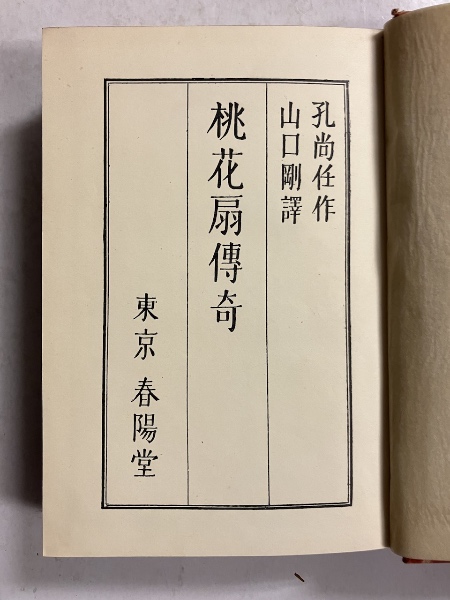 孔尚任作
山口剛譯
桃花扇傳奇
東京 春陽堂